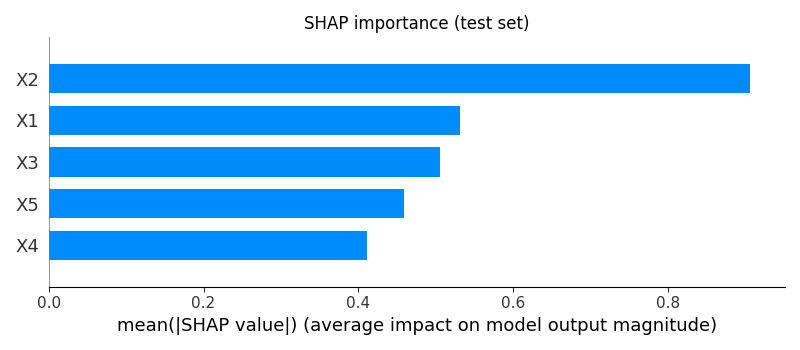 SHAP importance (test set)
X2
X1
X3
X5
X4
0.0 0.2 0.4 0.6 0.8
mean(|SHAP value|) (average impact on model output magnitude)